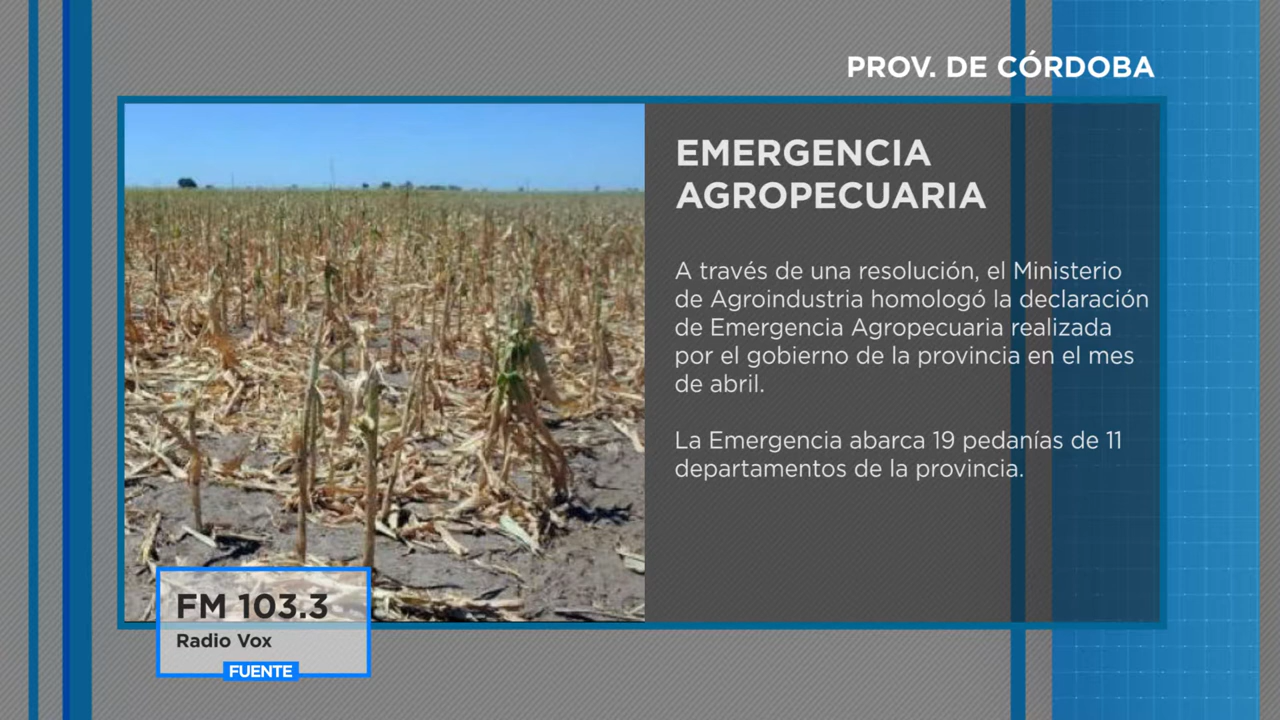 PROV. DE CÓRDOBA
EMERGENCIA
AGROPECUARIA
A través de una resolución, el Ministerio
de Agroindustria homologó la declaración
de Emergencia Agropecuaria realizada
por el gobierno de la provincia en el mes
de abril.
La Emergencia abarca 19 pedanías de 11
departamentos de la provincia.
FM 103.3
Radio Vox
FUENTE